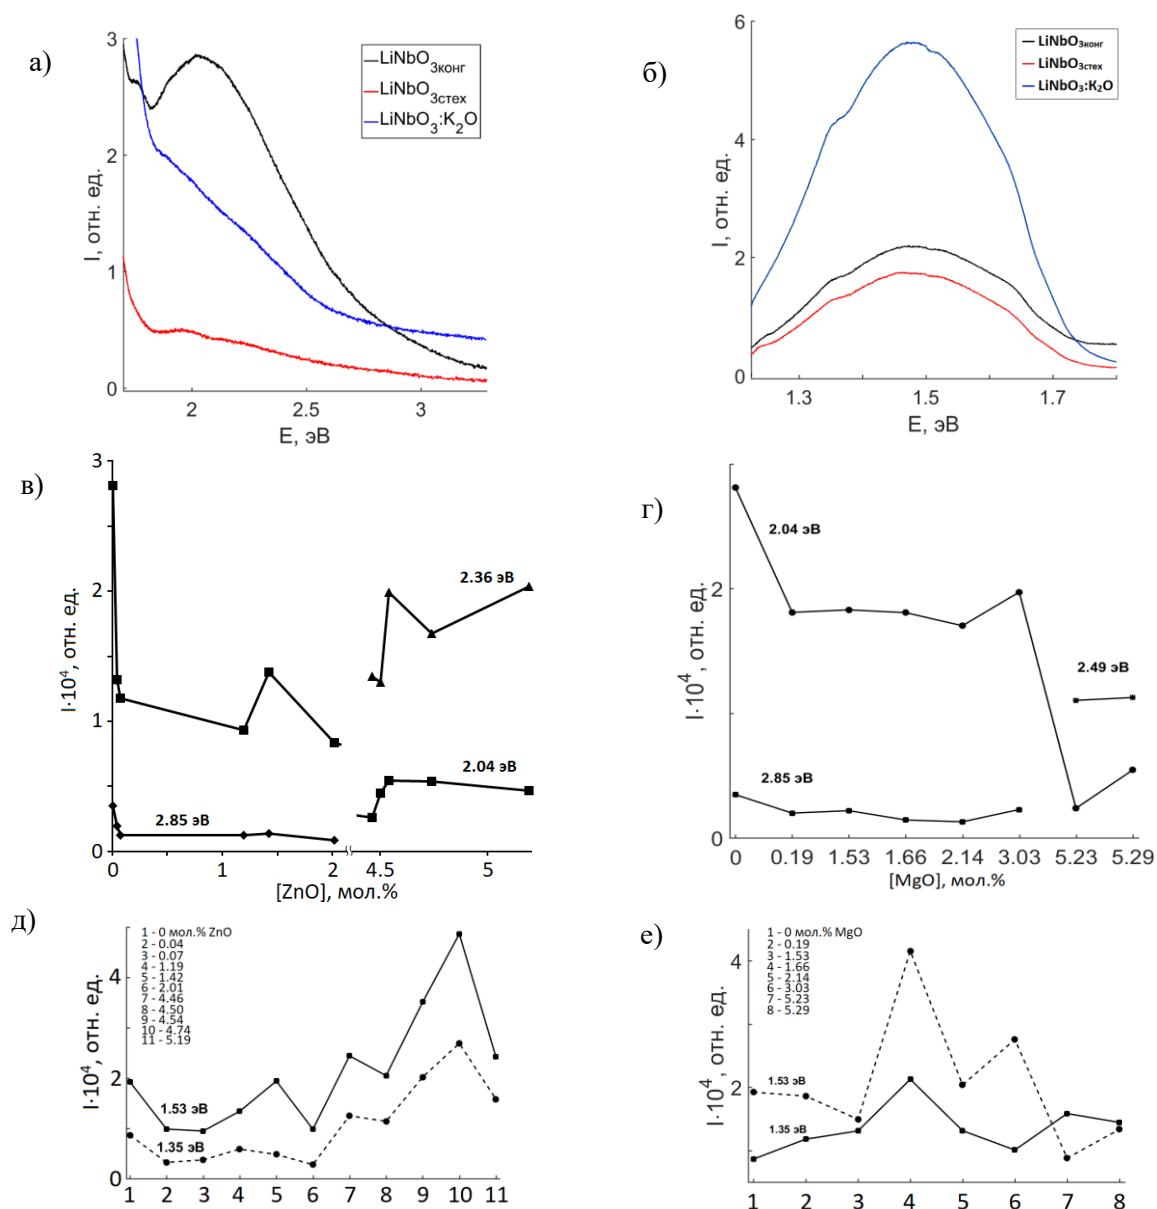 а)
3
2
1
0
I, отн. ед.
LiNbO3конг
LiNbO3стех
LiNbO3:K2O
2
2.5
3
E, эВ
б)
6
4
2
0
I, отн. ед.
LiNbO3конг
LiNbO3стех
LiNbO3:K2O
1.3
1.5
1.7
E, эВ
в)
3
2
1
0
I·10⁴, отн. ед.
2.36 эВ
2.04 эВ
2.85 эВ
0
1
2
4.5
5
[ZnO], мол.%
г)
2
0
I·10⁴, отн. ед.
2.04 эВ
2.49 эВ
2.85 эВ
0 0.19 1.53 1.66 2.14 3.03 5.23 5.29
[MgO], мол.%
д)
4
2
0
I·10⁴, отн. ед.
1 - 0 мол.% ZnO
2 - 0.04
3 - 0.07
4 - 1.19
5 - 1.42
6 - 2.01
7 - 4.46
8 - 4.50
9 - 4.54
10 - 4.74
11 - 5.19
1.53 эВ
1.35 эВ
1 2 3 4 5 6 7 8 9 10 11
е)
4
2
I·10⁴, отн. ед.
1 - 0 мол.% MgO
2 - 0.19
3 - 1.53
4 - 1.66
5 - 2.14
6 - 3.03
7 - 5.23
8 - 5.29
1.53 эВ
1.35 эВ
1 2 3 4 5 6 7 8